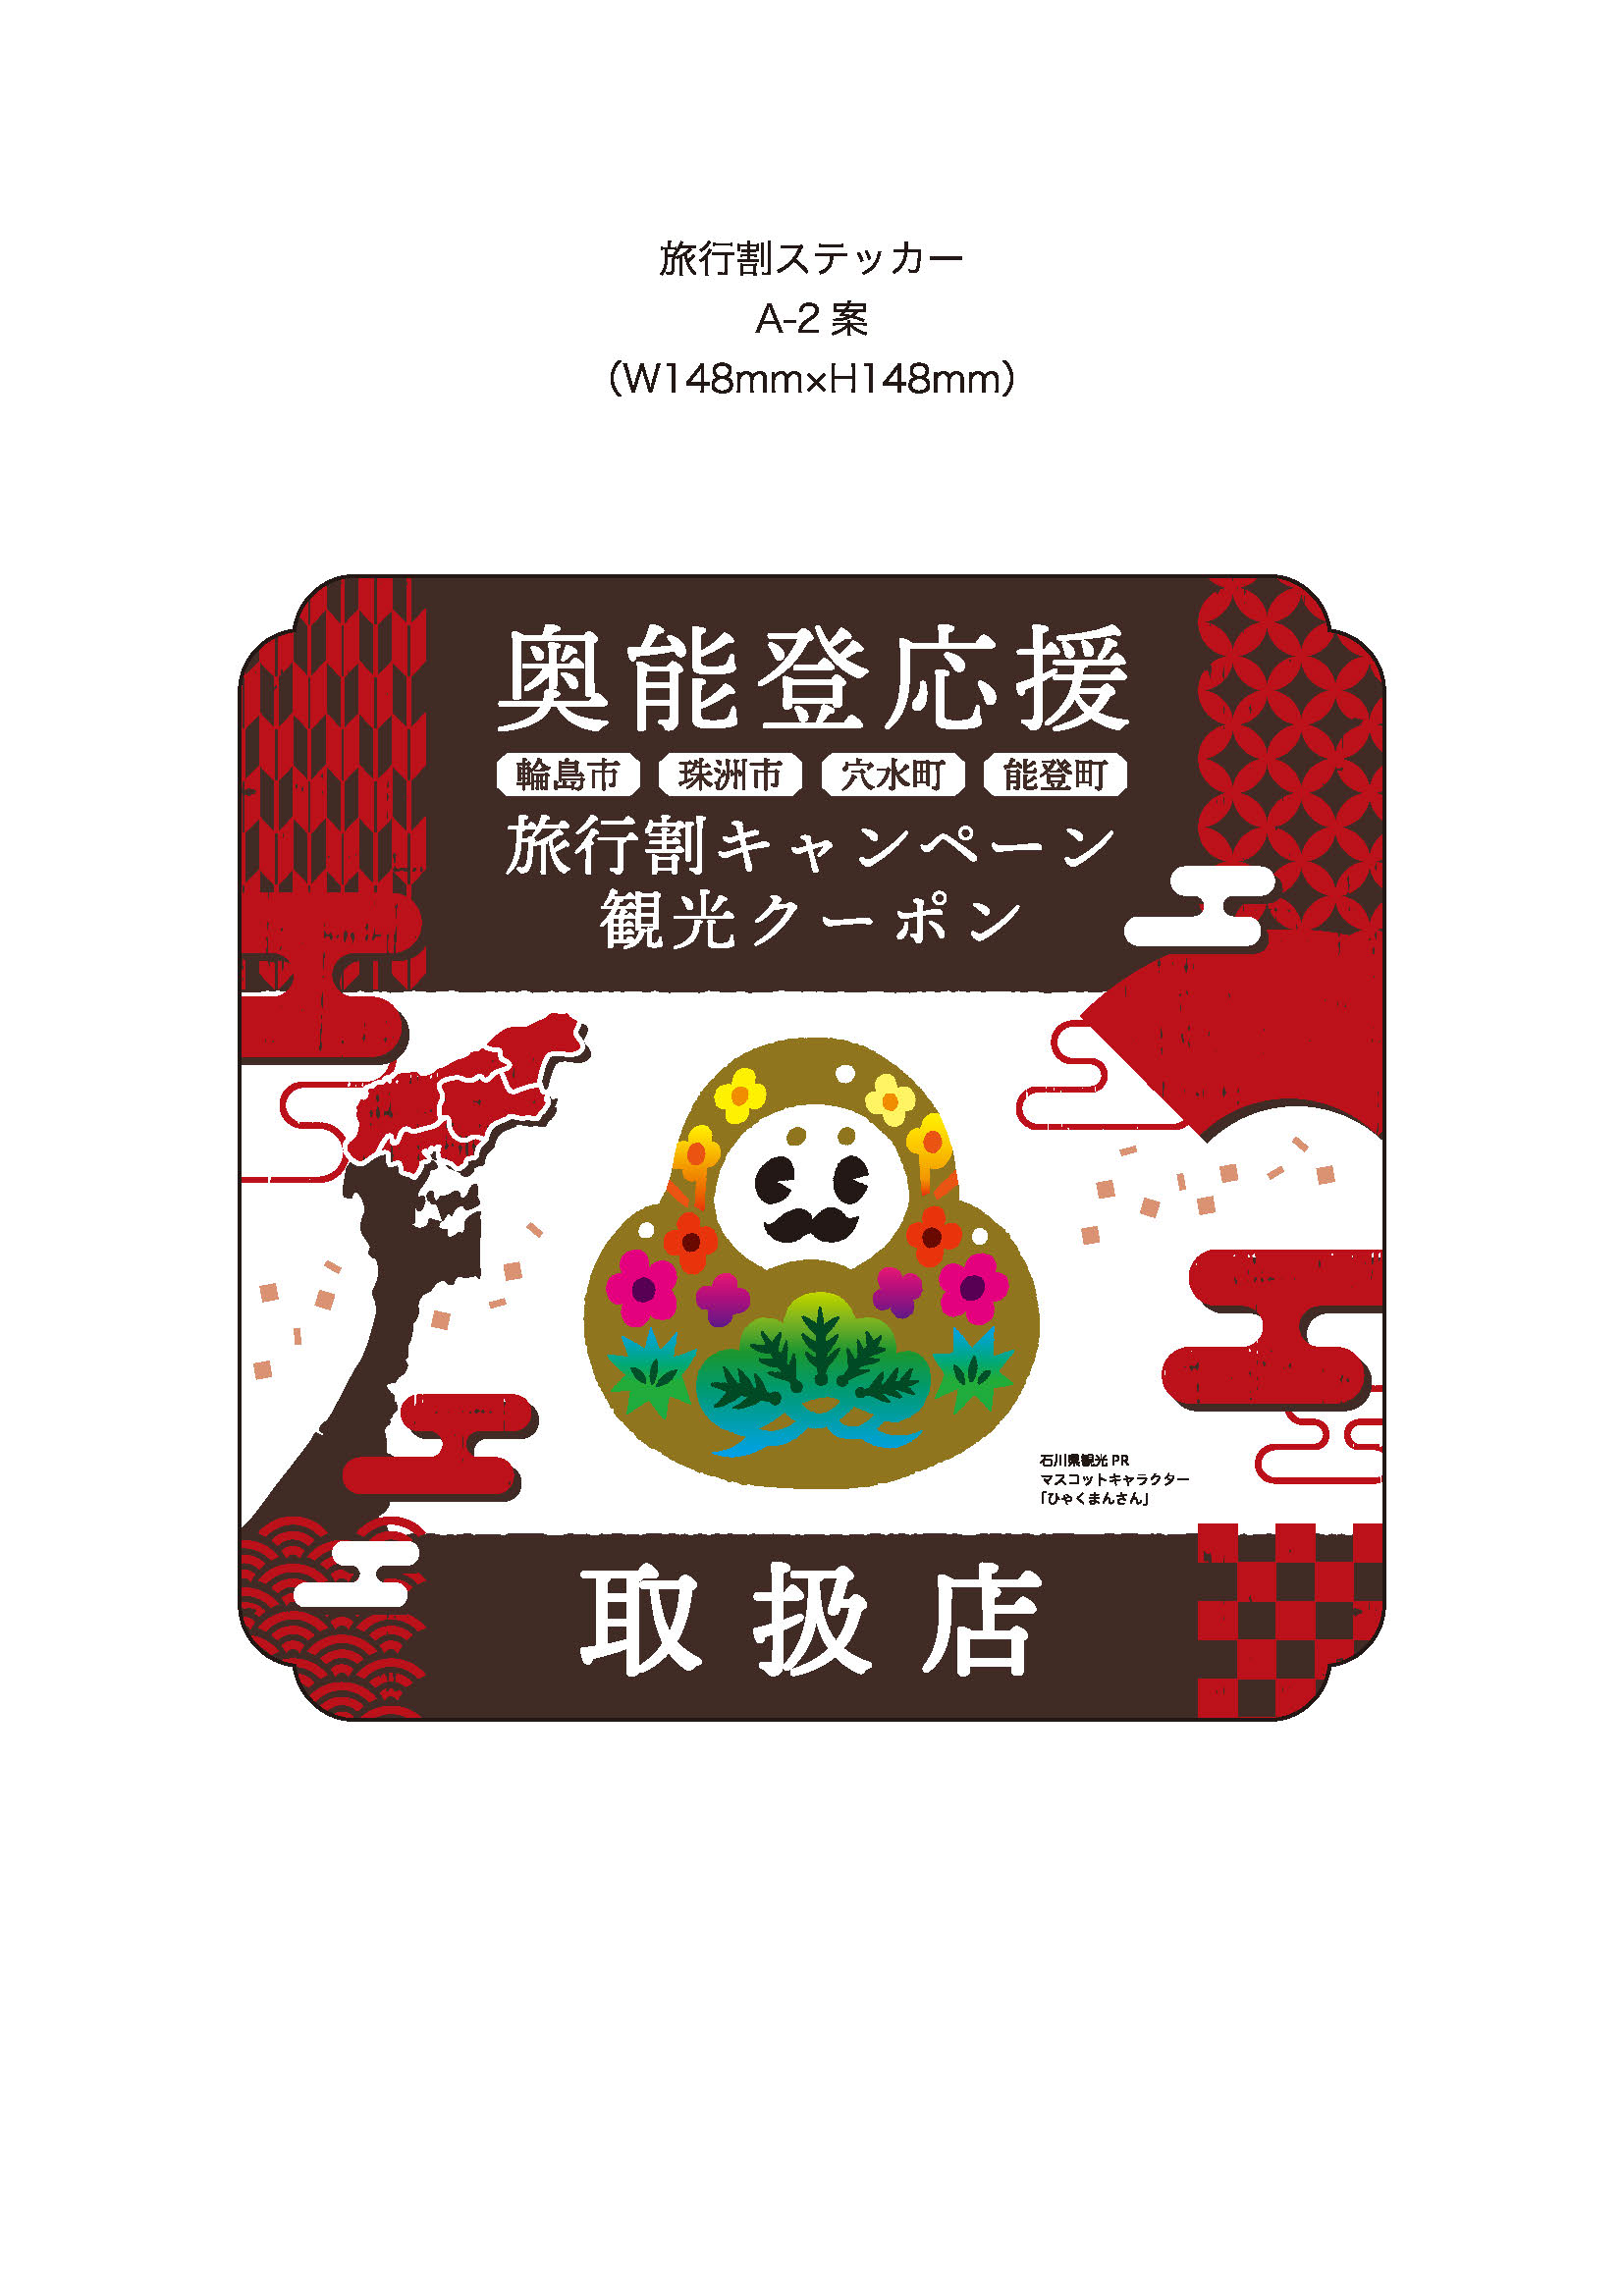 旅行割ステッカー
A-2 案
（W148mm×H148mm）
奥能登応援
輪島市 珠洲市 穴水町 能登町
旅行割キャンペーン
観光クーポン
石川県観光 PR
マスコットキャラクター
「ひゃくまんさん」
取扱店